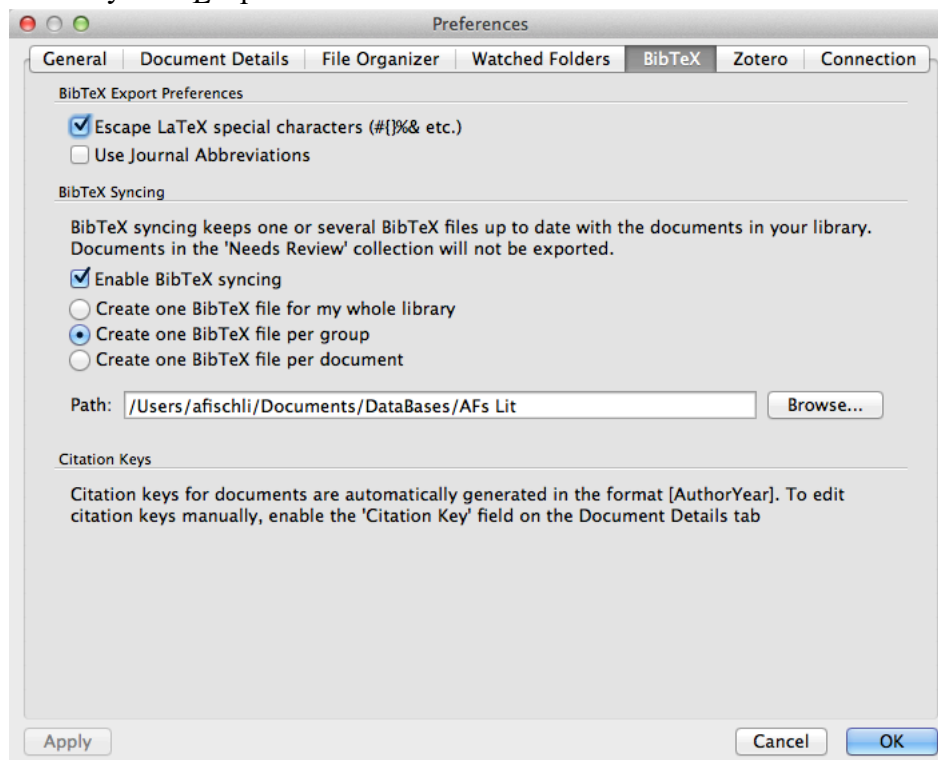 Preferences
General Document Details File Organizer Watched Folders BibTeX Zotero Connection
BibTeX Export Preferences
Escape LaTeX special characters (#{}%& etc.)
Use Journal Abbreviations
BibTeX Syncing
BibTeX syncing keeps one or several BibTeX files up to date with the documents in your library.
Documents in the 'Needs Review' collection will not be exported.
Enable BibTeX syncing
Create one BibTeX file for my whole library
Create one BibTeX file per group
Create one BibTeX file per document
Path: /Users/afischli/Documents/DataBases/AFs Lit Browse...
Citation Keys
Citation keys for documents are automatically generated in the format [AuthorYear]. To edit
citation keys manually, enable the 'Citation Key' field on the Document Details tab
Apply Cancel OK